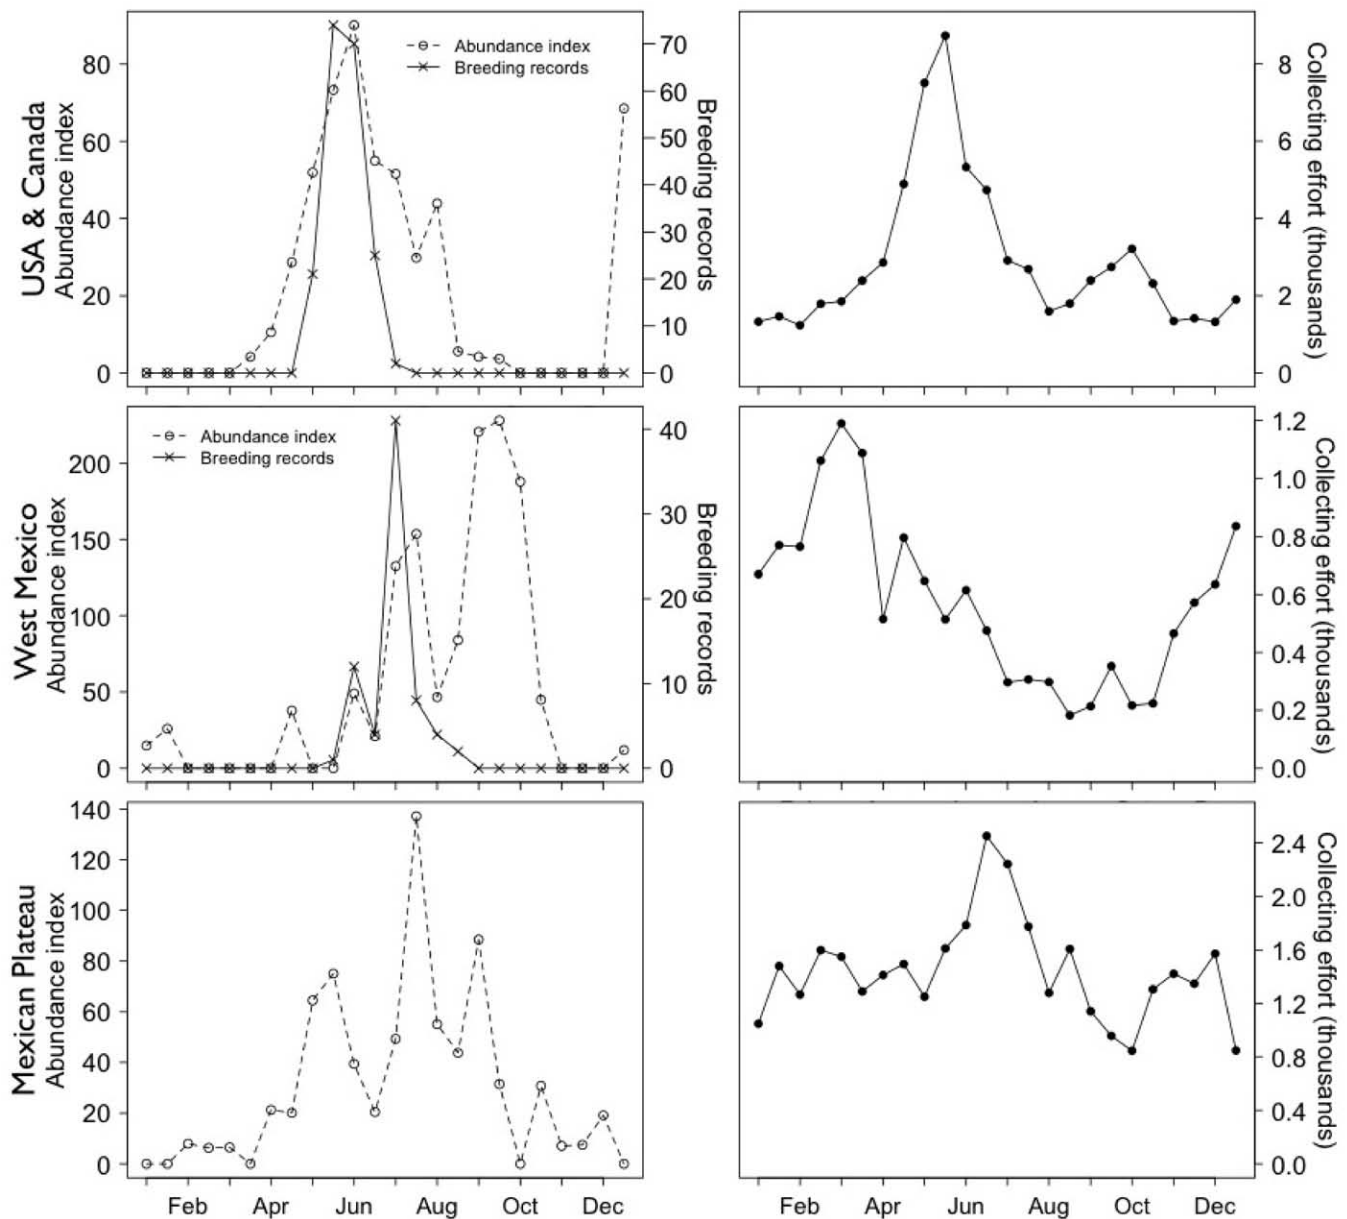 USA & Canada
Abundance index
80
60
40
20
0
Abundance index
Breeding records
70
60
50
40
30
20
10
0
Breeding records
8
6
4
2
0
Collecting effort (thousands)
West Mexico
Abundance index
200
150
100
50
0
Abundance index
Breeding records
40
30
20
10
0
Breeding records
1.2
1.0
0.8
0.6
0.4
0.2
0.0
Collecting effort (thousands)
Mexican Plateau
Abundance index
140
120
100
80
60
40
20
0
Feb Apr Jun Aug Oct Dec
2.4
2.0
1.6
1.2
0.8
0.4
0.0
Collecting effort (thousands)
Feb Apr Jun Aug Oct Dec